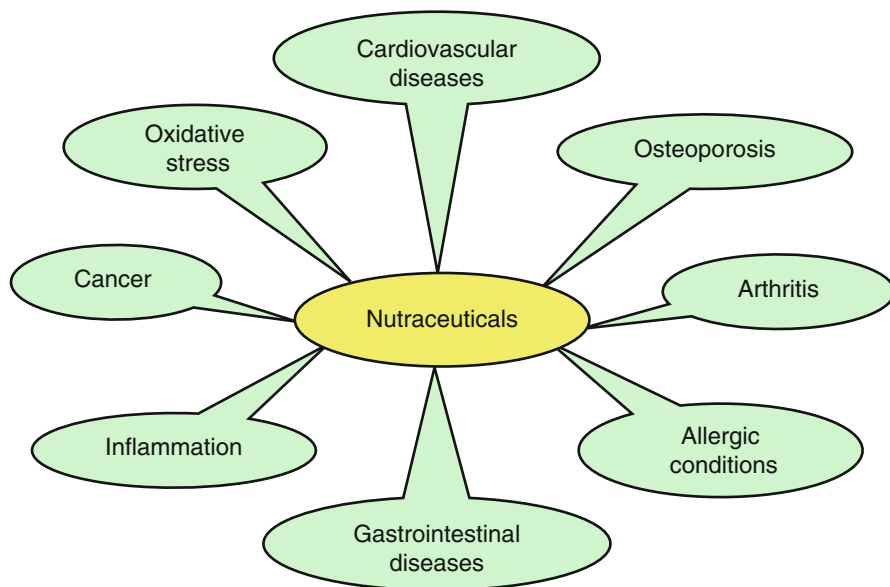 Cardiovascular
diseases
Oxidative
stress
Osteoporosis
Cancer
Nutraceuticals
Arthritis
Inflammation
Allergic
conditions
Gastrointestinal
diseases